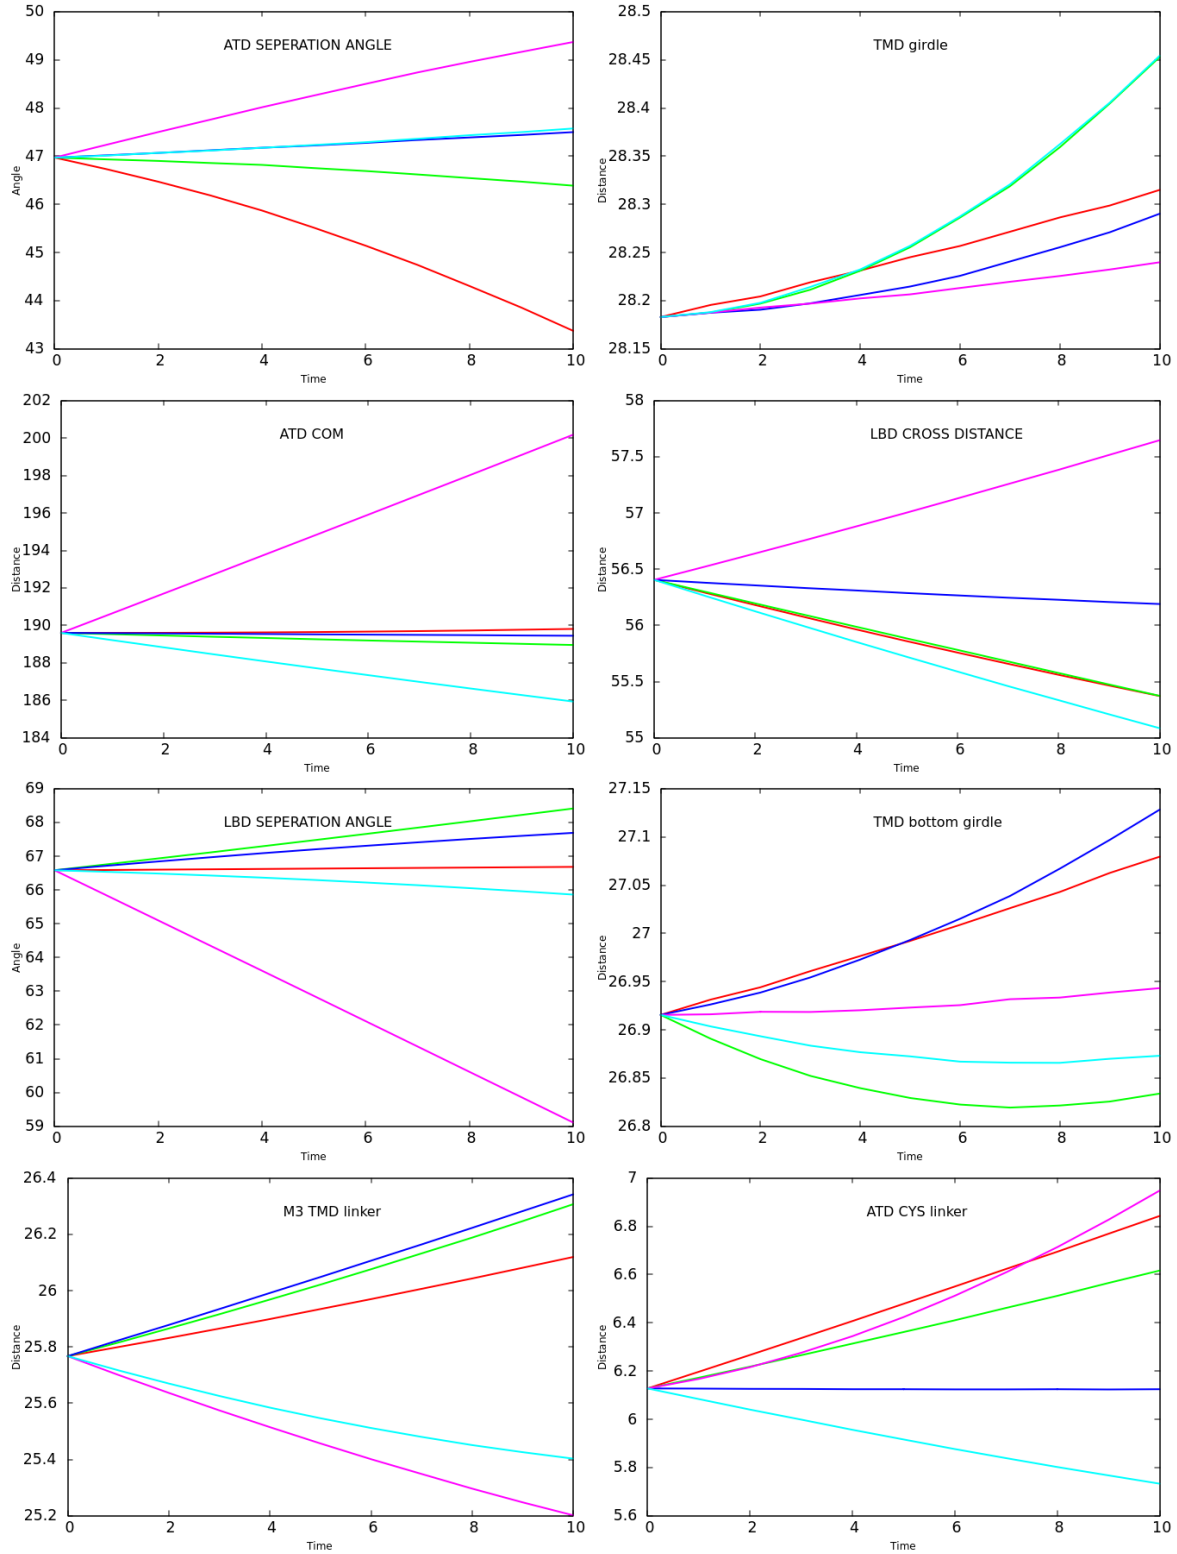 50
49
48
47
46
45
44
43
0 2 4 6 8 10
Angle
Time
ATD SEPERATION ANGLE
28.5
28.45
28.4
28.35
28.3
28.25
28.2
28.15
0 2 4 6 8 10
Distance
Time
TMD girdle
202
200
198
196
194
192
190
188
186
184
0 2 4 6 8 10
Distance
Time
ATD COM
58
57.5
57
56.5
56
55.5
55
0 2 4 6 8 10
Time
LBD CROSS DISTANCE
69
68
67
66
65
64
63
62
61
60
59
0 2 4 6 8 10
Angle
Time
LBD SEPERATION ANGLE
27.15
27.1
27.05
27
26.95
26.9
26.85
26.8
0 2 4 6 8 10
Distance
Time
TMD bottom girdle
26.4
26.2
26
25.8
25.6
25.4
25.2
0 2 4 6 8 10
Distance
Time
M3 TMD linker
7
6.8
6.6
6.4
6.2
6
5.8
5.6
0 2 4 6 8 10
Distance
Time
ATD CYS linker